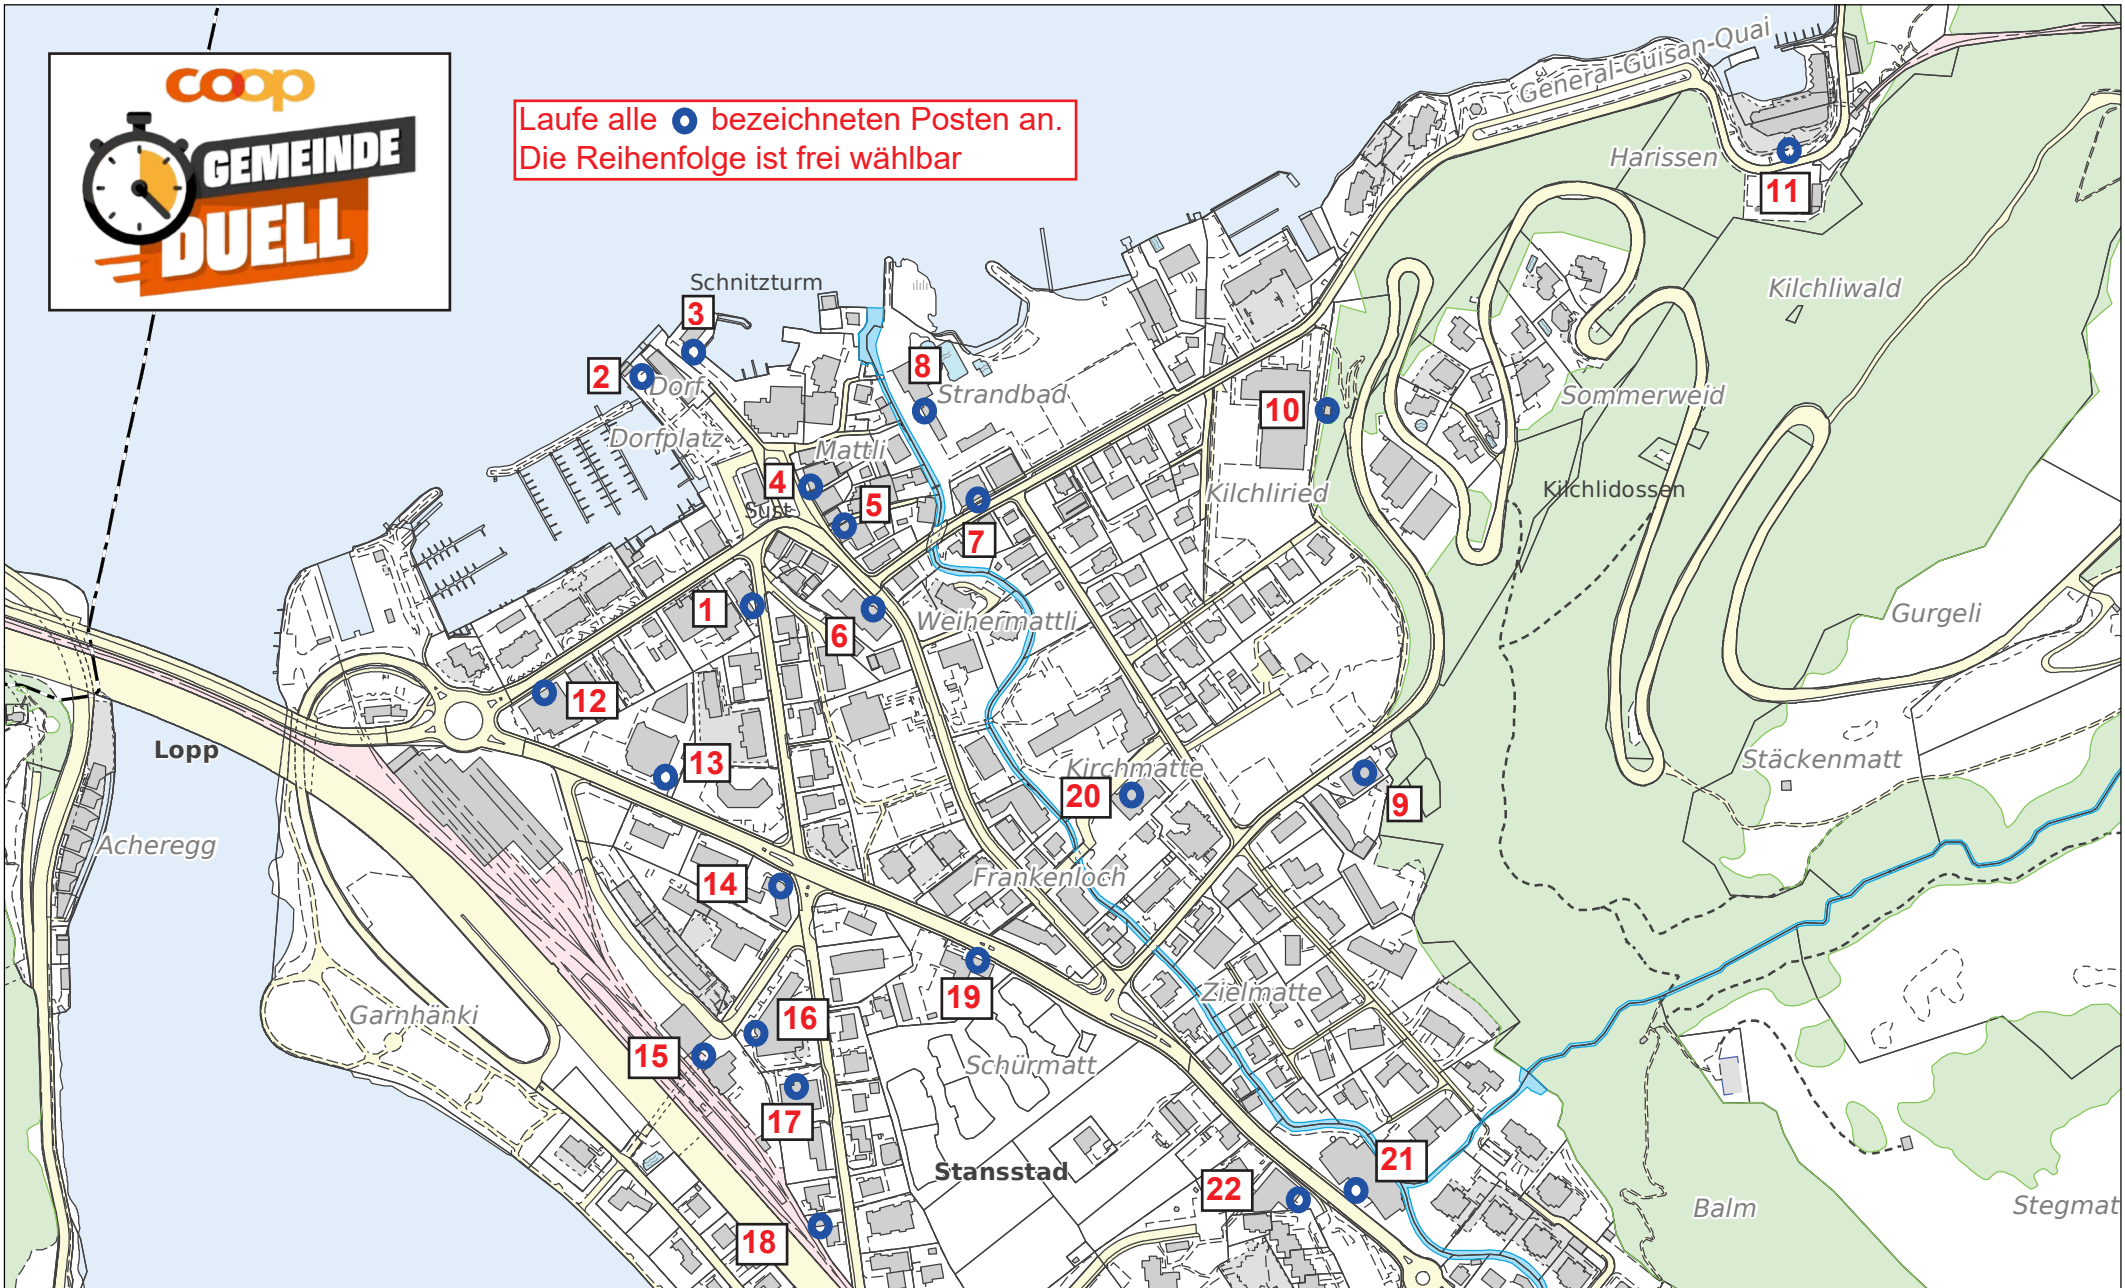 coop
GEMEINDE
DUELL
Laufe alle bezeichneten Posten an.
Die Reihenfolge ist frei wählbar
General-Guisan-Quai
Harissen
11
Kilchliwald
Schnitzturm
3
2
Dorf
8
Strandbad
10
Sommerweid
Dorfplatz
Mattli
4
5
Sust
Kilchliried
Kilchlidossen
7
1
6
Weihermattli
Gurgeli
12
Lopp
13
Kirchmatte
20
9
Stäckenmatt
Acheregg
14
Frankenloch
19
Zielmatte
Garnhänki
16
15
Schürmatt
17
Stansstad
21
22
Balm
Stegmat
18